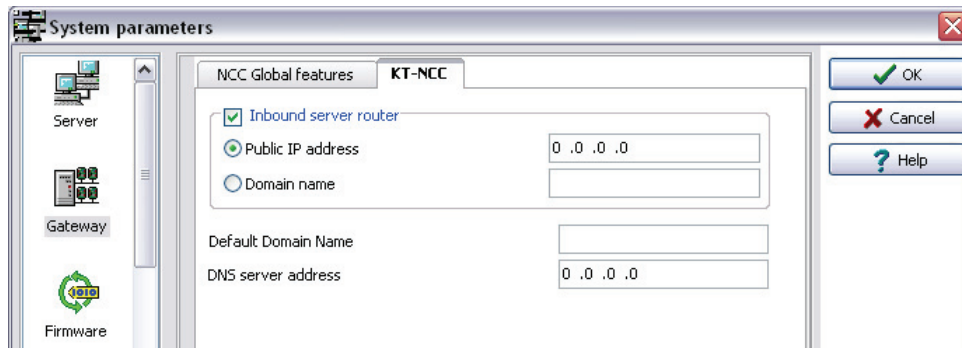 System parameters
Server
Gateway
Firmware
NCC Global features
KT-NCC
Inbound server router
Public IP address 0 .0 .0 .0
Domain name
Default Domain Name
DNS server address 0 .0 .0 .0
OK
Cancel
Help